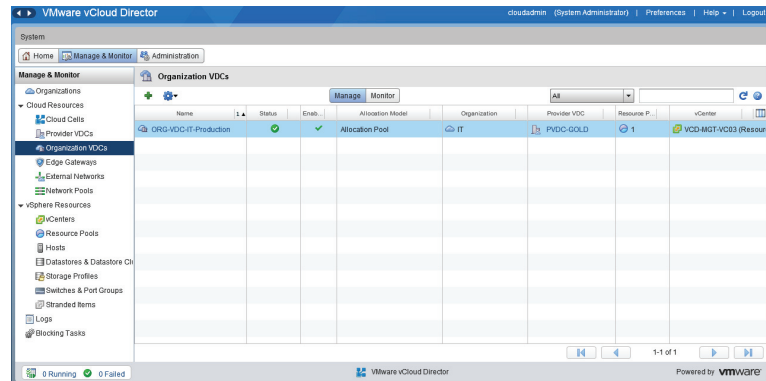 VMware vCloud Director
cloudadmin (System Administrator) | Preferences | Help | Logout
System
Home Manage & Monitor Administration
Manage & Monitor
Organizations
Cloud Resources
Cloud Cells
Provider VDCs
Organization VDCs
Edge Gateways
External Networks
Network Pools
vSphere Resources
vCenters
Resource Pools
Hosts
Datastores & Datastore Clu
Storage Profiles
Switches & Port Groups
Stranded Items
Logs
Blocking Tasks
Organization VDCs
Manage Monitor All
Name 1 Status Enab... Allocation Model Organization Provider VDC Resource P... vCenter
ORG-VDC-IT-Production Allocation Pool IT PVDC-GOLD 1 VCD-MGT-VC03 (Resour
1-1 of 1
0 Running 0 Failed
VMware vCloud Director
Powered by vmware